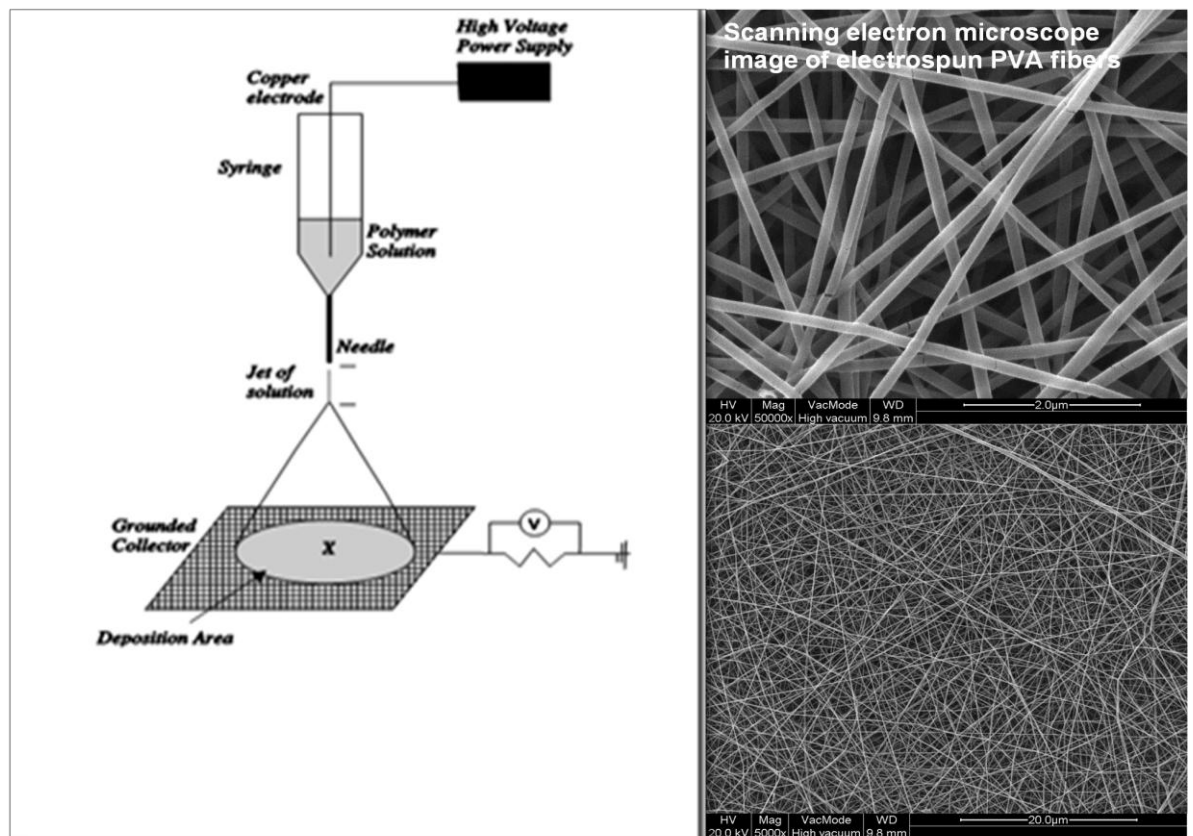 High Voltage
Power Supply
Copper
electrode
Syringe
Polymer
Solution
Needle
Jet of
solution
Grounded
Collector
V
X
Deposition Area
Scanning electron microscope
image of electrospun PVA fibers
HV Mag VacMode WD 2.0µm
20.0 kV 50000x High vacuum 9.8 mm
HV Mag VacMode WD 20.0µm
20.0 kV 5000x High vacuum 9.8 mm